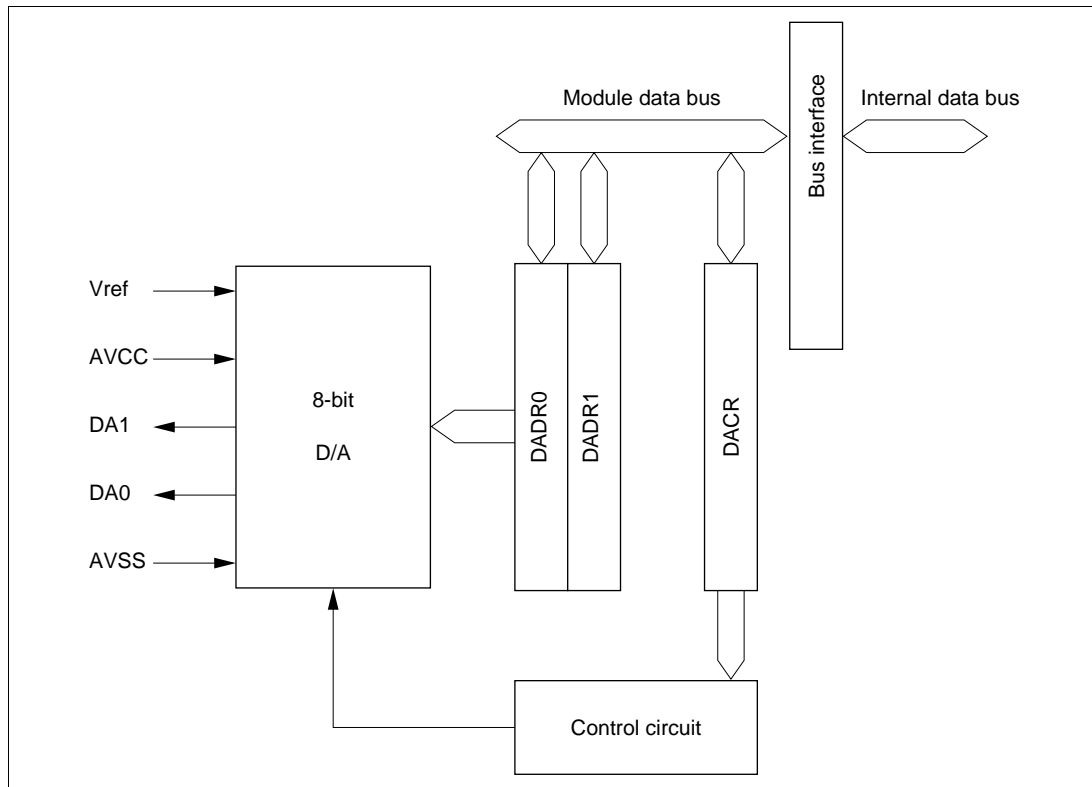 Module data bus
Internal data bus
Bus interface
Vref
AVCC
DA1
DA0
AVSS
8-bit
D/A
DADR0
DADR1
DACR
Control circuit